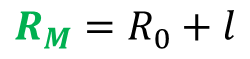 R_M = R_0 + l